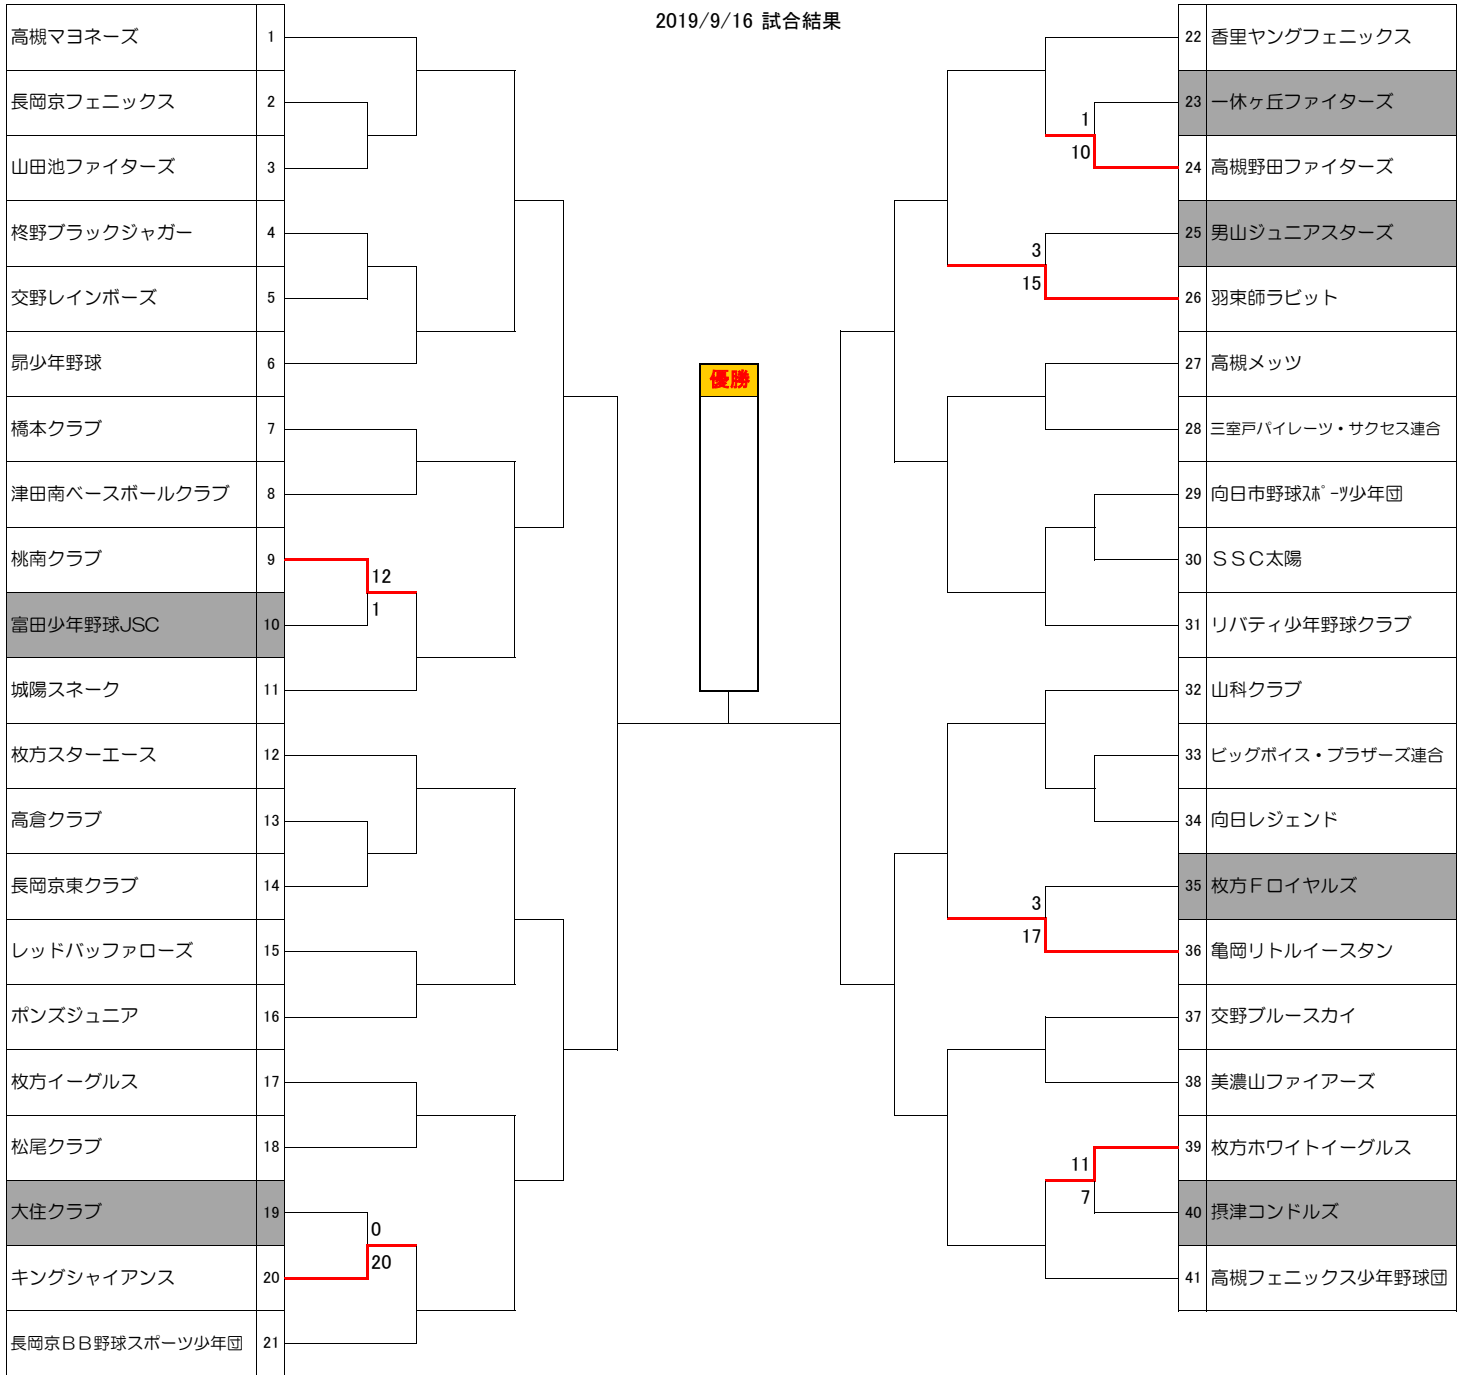 2019/9/16 試合結果
高槻マヨネーズ 1
長岡京フェニックス 2
山田池ファイターズ 3
柊野ブラックジャガー 4
交野レインボーズ 5
昴少年野球 6
橋本クラブ 7
津田南ベースボールクラブ 8
桃南クラブ 9
12
1
富田少年野球JSC 10
城陽スネーク 11
枚方スターエース 12
高倉クラブ 13
長岡京東クラブ 14
レッドバッファローズ 15
ポンズジュニア 16
枚方イーグルス 17
松尾クラブ 18
大住クラブ 19
0
20
キングシャイアンス 20
長岡京ＢＢ野球スポーツ少年団 21
優勝
22 香里ヤングフェニックス
23 一休ヶ丘ファイターズ
1
10
24 高槻野田ファイターズ
25 男山ジュニアスターズ
3
15
26 羽束師ラビット
27 高槻メッツ
28 三室戸パイレーツ・サクセス連合
29 向日市野球ｽﾎﾟｰﾂ少年団
30 ＳＳＣ太陽
31 リバティ少年野球クラブ
32 山科クラブ
33 ビッグボイス・ブラザーズ連合
34 向日レジェンド
35 枚方Ｆロイヤルズ
3
17
36 亀岡リトルイースタン
37 交野ブルースカイ
38 美濃山ファイアーズ
39 枚方ホワイトイーグルス
11
7
40 摂津コンドルズ
41 高槻フェニックス少年野球団